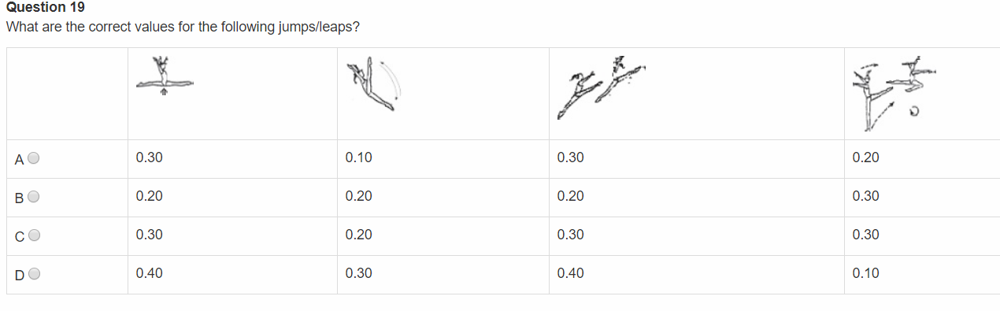 Question 19
What are the correct values for the following jumps/leaps?
A 0.30 0.10 0.30 0.20
B 0.20 0.20 0.20 0.30
C 0.30 0.20 0.30 0.30
D 0.40 0.30 0.40 0.10